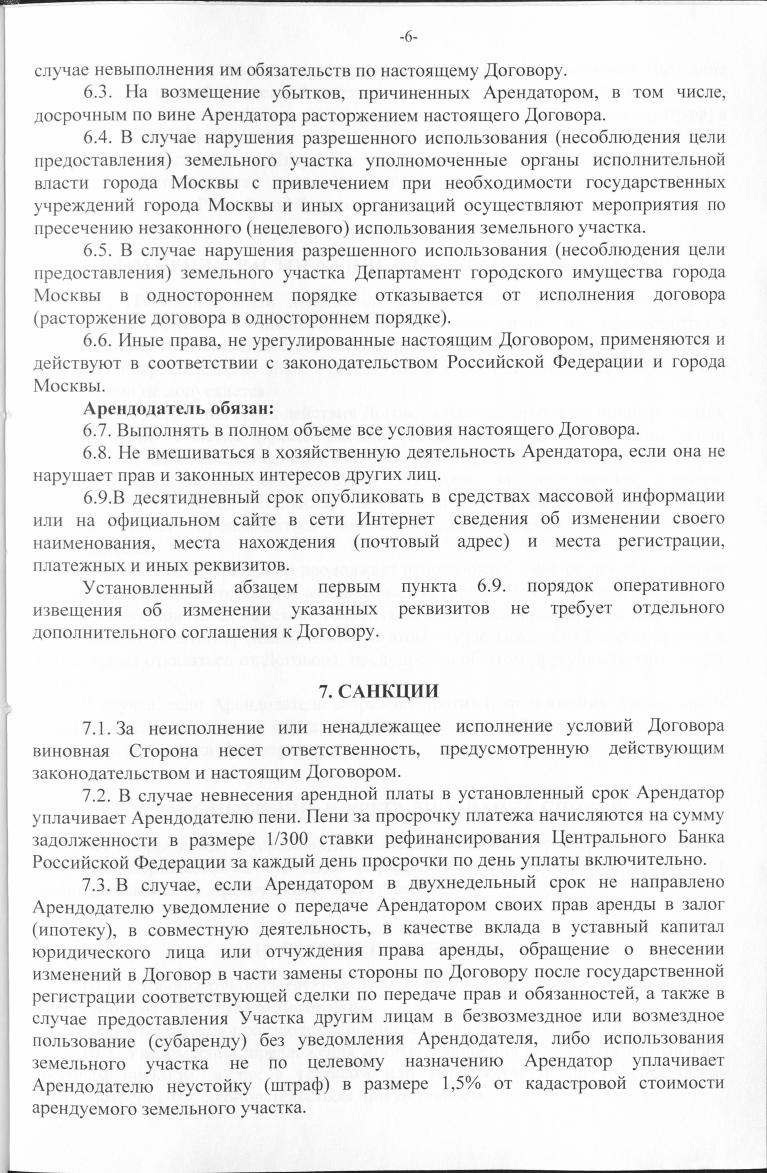 -6-
случае невыполнения им обязательств по настоящему Договору.
6.3. На возмещение убытков, причиненных Арендатором, в том числе,
досрочным по вине Арендатора расторжением настоящего Договора.
6.4. В случае нарушения разрешенного использования (несоблюдения цели
предоставления) земельного участка уполномоченные органы исполнительной
власти города Москвы с привлечением при необходимости государственных
учреждений города Москвы и иных организаций осуществляют мероприятия по
пресечению незаконного (нецелевого) использования земельного участка.
6.5. В случае нарушения разрешенного использования (несоблюдения цели
предоставления) земельного участка Департамент городского имущества города
Москвы в одностороннем порядке отказывается от исполнения договора
(расторжение договора в одностороннем порядке).
6.6. Иные права, не урегулированные настоящим Договором, применяются и
действуют в соответствии с законодательством Российской Федерации и города
Москвы.
Арендодатель обязан:
6.7. Выполнять в полном объеме все условия настоящего Договора.
6.8. Не вмешиваться в хозяйственную деятельность Арендатора, если она не
нарушает прав и законных интересов других лиц.
6.9.В десятидневный срок опубликовать в средствах массовой информации
или на официальном сайте в сети Интернет сведения об изменении своего
наименования, места нахождения (почтовый адрес) и места регистрации,
платежных и иных реквизитов.
Установленный абзацем первым пункта 6.9. порядок оперативного
извещения об изменении указанных реквизитов не требует отдельного
дополнительного соглашения к Договору.
7. САНКЦИИ
7.1. За неисполнение или ненадлежащее исполнение условий Договора
виновная Сторона несет ответственность, предусмотренную действующим
законодательством и настоящим Договором.
7.2. В случае невнесения арендной платы в установленный срок Арендатор
уплачивает Арендодателю пени. Пени за просрочку платежа начисляются на сумму
задолженности в размере 1/300 ставки рефинансирования Центрального Банка
Российской Федерации за каждый день просрочки по день уплаты включительно.
7.3. В случае, если Арендатором в двухнедельный срок не направлено
Арендодателю уведомление о передаче Арендатором своих прав аренды в залог
(ипотеку), в совместную деятельность, в качестве вклада в уставный капитал
юридического лица или отчуждения права аренды, обращение о внесении
изменений в Договор в части замены стороны по Договору после государственной
регистрации соответствующей сделки по передаче прав и обязанностей, а также в
случае предоставления Участка другим лицам в безвозмездное или возмездное
пользование (субаренду) без уведомления Арендодателя, либо использования
земельного участка не по целевому назначению Арендатор уплачивает
Арендодателю неустойку (штраф) в размере 1,5% от кадастровой стоимости
арендуемого земельного участка.